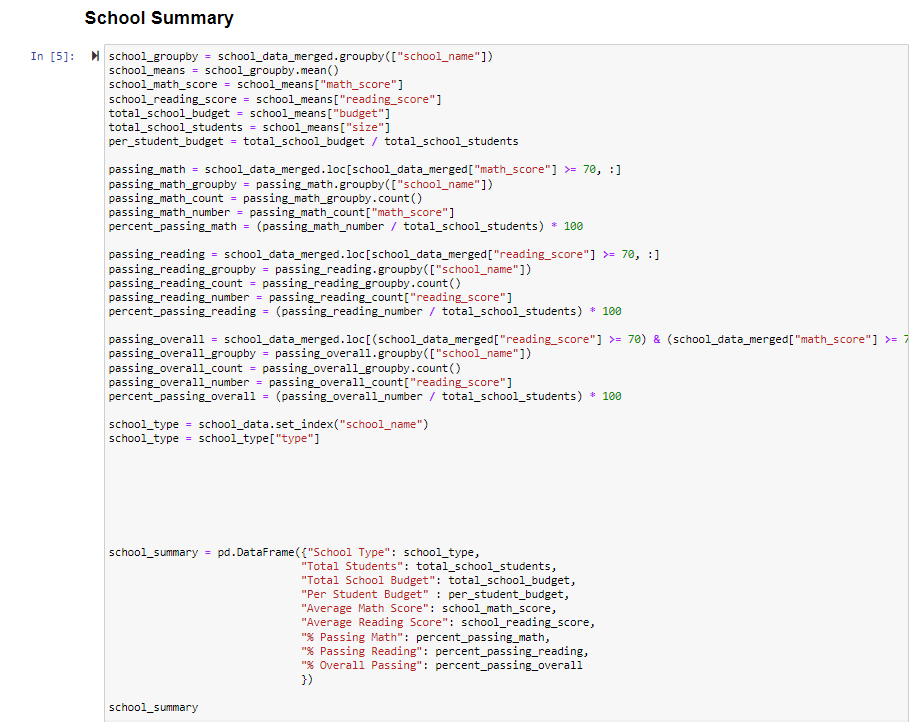 School Summary
In [5]:
school_groupby = school_data_merged.groupby(["school_name"])
school_means = school_groupby.mean()
school_math_score = school_means["math_score"]
school_reading_score = school_means["reading_score"]
total_school_budget = school_means["budget"]
total_school_students = school_means["size"]
per_student_budget = total_school_budget / total_school_students
passing_math = school_data_merged.loc[school_data_merged["math_score"] >= 70, :]
passing_math_groupby = passing_math.groupby(["school_name"])
passing_math_count = passing_math_groupby.count()
passing_math_number = passing_math_count["math_score"]
percent_passing_math = (passing_math_number / total_school_students) * 100
passing_reading = school_data_merged.loc[school_data_merged["reading_score"] >= 70, :]
passing_reading_groupby = passing_reading.groupby(["school_name"])
passing_reading_count = passing_reading_groupby.count()
passing_reading_number = passing_reading_count["reading_score"]
percent_passing_reading = (passing_reading_number / total_school_students) * 100
passing_overall = school_data_merged.loc[(school_data_merged["reading_score"] >= 70) & (school_data_merged["math_score"] >=
passing_overall_groupby = passing_overall.groupby(["school_name"])
passing_overall_count = passing_overall_groupby.count()
passing_overall_number = passing_overall_count["reading_score"]
percent_passing_overall = (passing_overall_number / total_school_students) * 100
school_type = school_data.set_index("school_name")
school_type = school_type["type"]
school_summary = pd.DataFrame({"School Type": school_type,
"Total Students": total_school_students,
"Total School Budget": total_school_budget,
"Per Student Budget" : per_student_budget,
"Average Math Score": school_math_score,
"Average Reading Score": school_reading_score,
"% Passing Math": percent_passing_math,
"% Passing Reading": percent_passing_reading,
"% Overall Passing": percent_passing_overall
})
school_summary